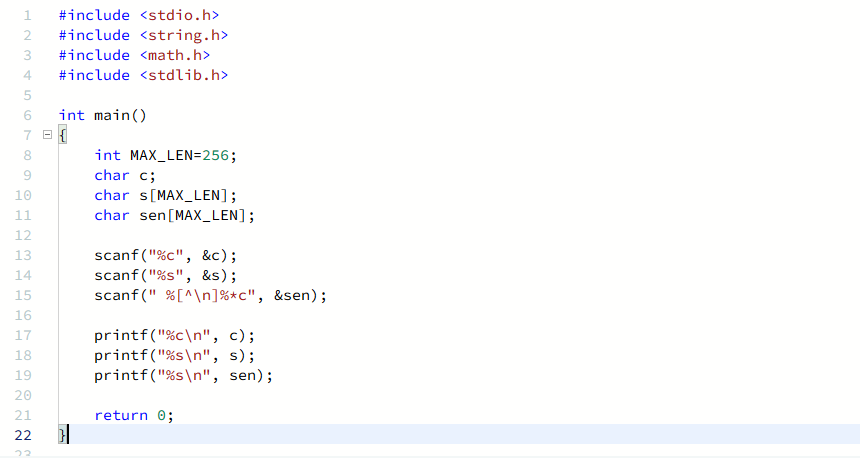 1 #include <stdio.h>
2 #include <string.h>
3 #include <math.h>
4 #include <stdlib.h>
5
6 int main()
7 {
8     int MAX_LEN=256;
9     char c;
10     char s[MAX_LEN];
11     char sen[MAX_LEN];
12
13     scanf("%c", &c);
14     scanf("%s", &s);
15     scanf(" %[^\n]%*c", &sen);
16
17     printf("%c\n", c);
18     printf("%s\n", s);
19     printf("%s\n", sen);
20
21     return 0;
22 }
23